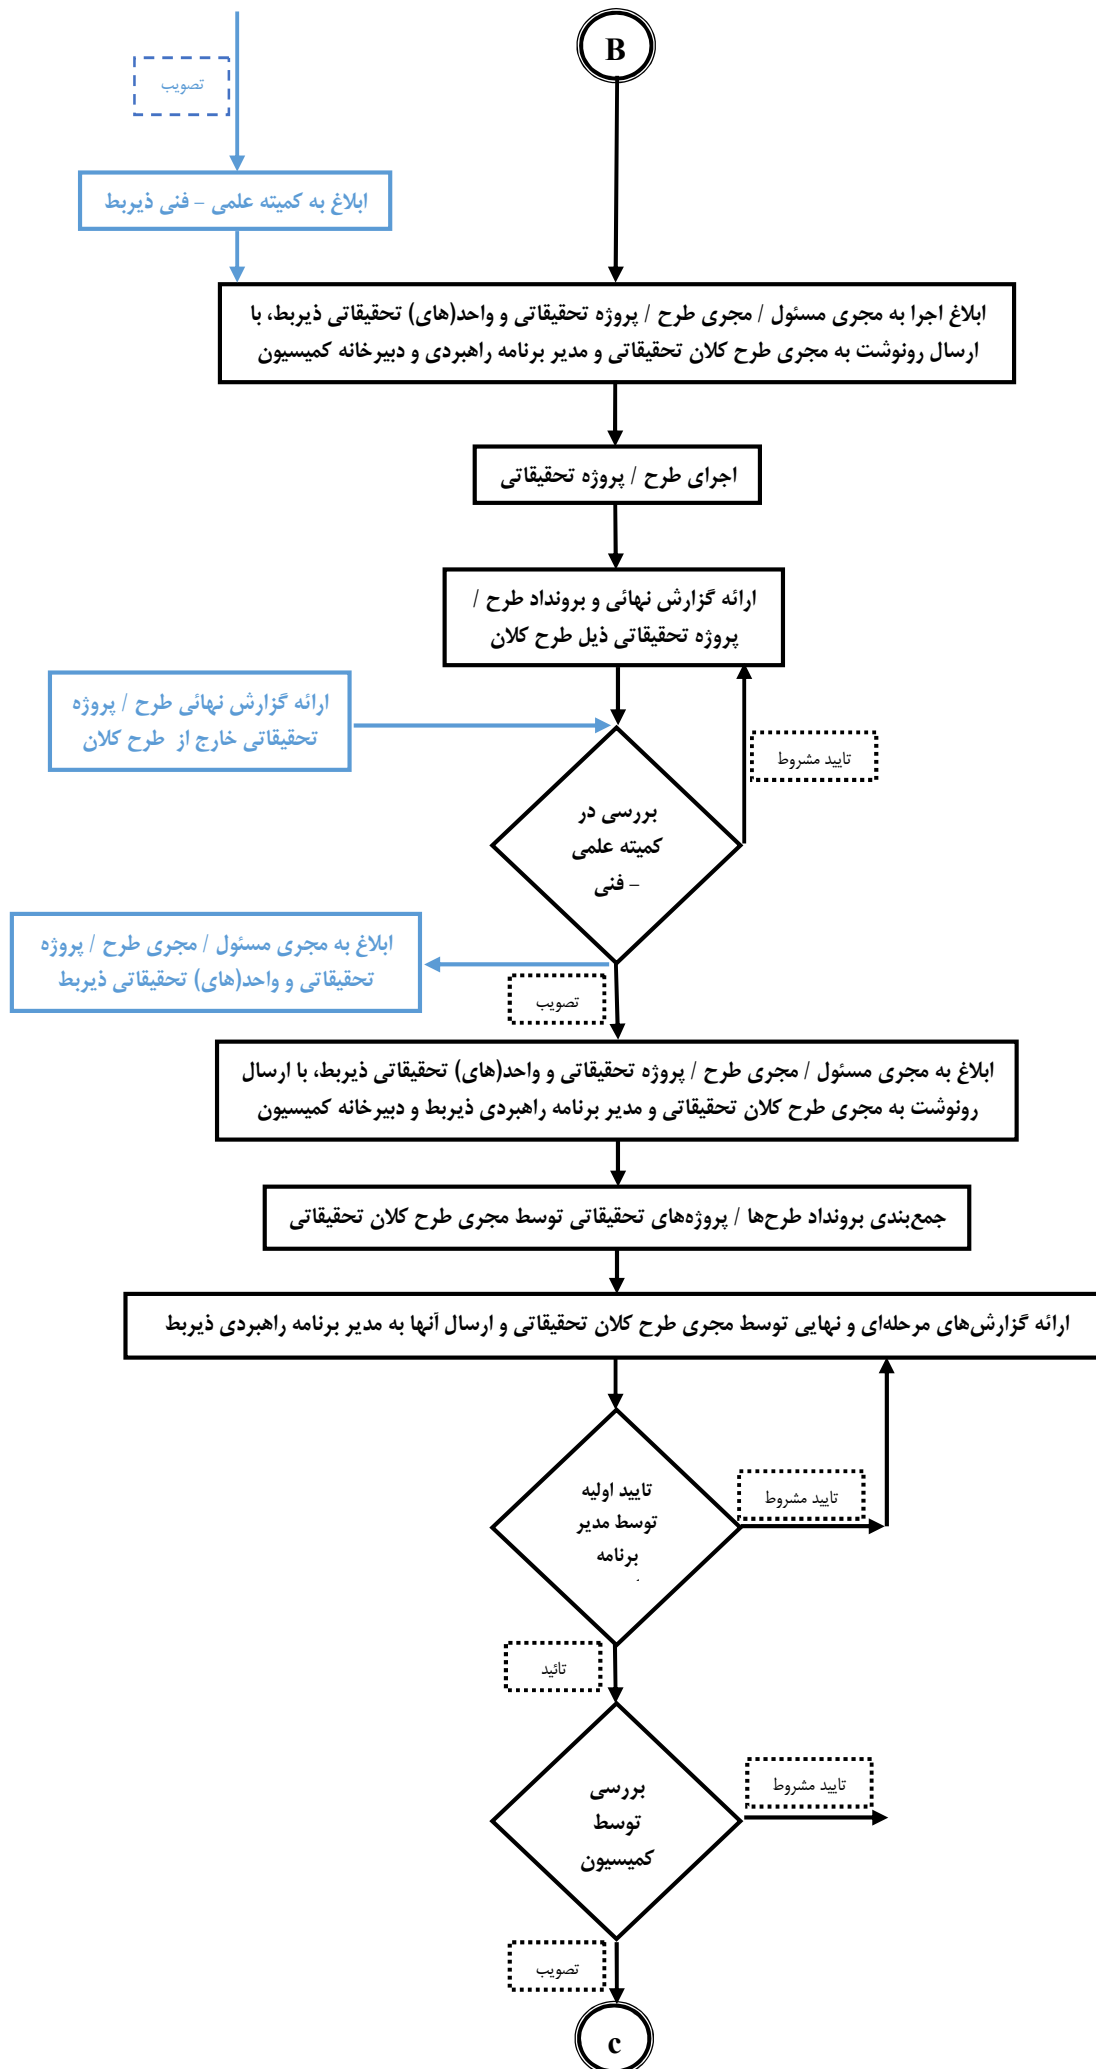 B
تصویب
ابلاغ به کمیته علمی – فنی ذیربط
ابلاغ اجرا به مجری مسئول / مجری طرح / پروژه تحقیقاتی و واحد(های) تحقیقاتی ذیربط، با
ارسال رونوشت به مجری طرح کلان تحقیقاتی و مدیر برنامه راهبردی و دبیرخانه کمیسیون
اجرای طرح / پروژه تحقیقاتی
ارائه گزارش نهائی و برونداد طرح /
پروژه تحقیقاتی ذیل طرح کلان
ارائه گزارش نهائی طرح / پروژه
تحقیقاتی خارج از طرح کلان
تایید مشروط
بررسی در
کمیته علمی
– فنی
ابلاغ به مجری مسئول / مجری طرح / پروژه
تحقیقاتی و واحد(های) تحقیقاتی ذیربط
تصویب
ابلاغ به مجری مسئول / مجری طرح / پروژه تحقیقاتی و واحد(های) تحقیقاتی ذیربط، با ارسال
رونوشت به مجری طرح کلان تحقیقاتی و مدیر برنامه راهبردی ذیربط و دبیرخانه کمیسیون
جمع‌بندی برونداد طرح‌ها / پروژه‌های تحقیقاتی توسط مجری طرح کلان تحقیقاتی
ارائه گزارش‌های مرحله‌ای و نهایی توسط مجری طرح کلان تحقیقاتی و ارسال آنها به مدیر برنامه راهبردی ذیربط
تایید اولیه
توسط مدیر
برنامه
تایید مشروط
تائید
بررسی
توسط
کمیسیون
تایید مشروط
تصویب
c